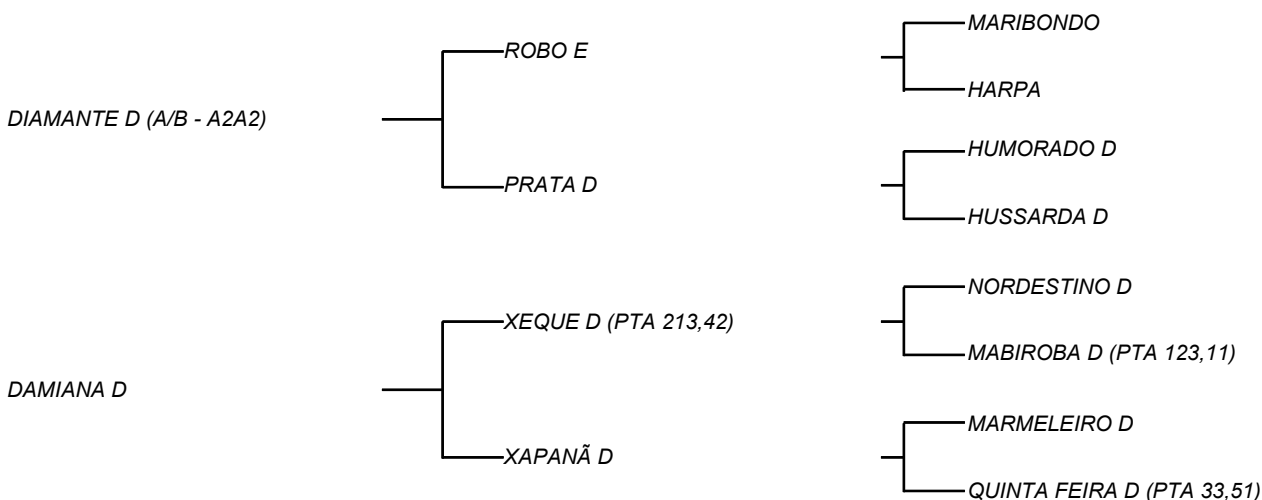 MARIBONDO
ROBO E
HARPA
DIAMANTE D (A/B - A2A2)
HUMORADO D
PRATA D
HUSSARDA D
NORDESTINO D
XEQUE D (PTA 213,42)
MABIROBA D (PTA 123,11)
DAMIANA D
MARMELEIRO D
XAPANÃ D
QUINTA FEIRA D (PTA 33,51)